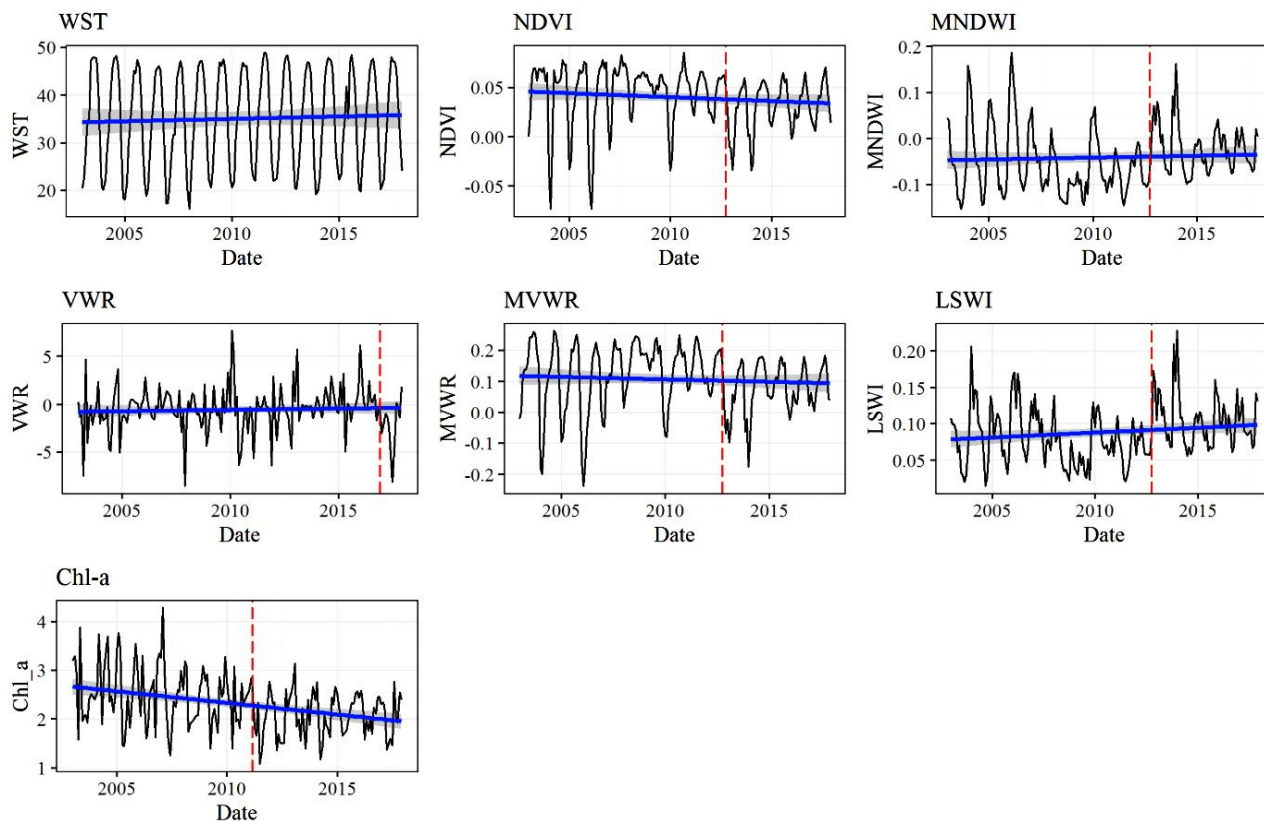 WST
50
40
30
20
WST
2005
2010
2015
Date
NDVI
0.05
0.00
-0.05
NDVI
2005
2010
2015
Date
MNDWI
0.2
0.1
0.0
-0.1
MNDWI
2005
2010
2015
Date
VWR
5
0
-5
VWR
2005
2010
2015
Date
MVWR
0.2
0.1
0.0
-0.1
-0.2
MVWR
2005
2010
2015
Date
LSWI
0.20
0.15
0.10
0.05
LSWI
2005
2010
2015
Date
Chl-a
4
3
2
1
Chl_a
2005
2010
2015
Date